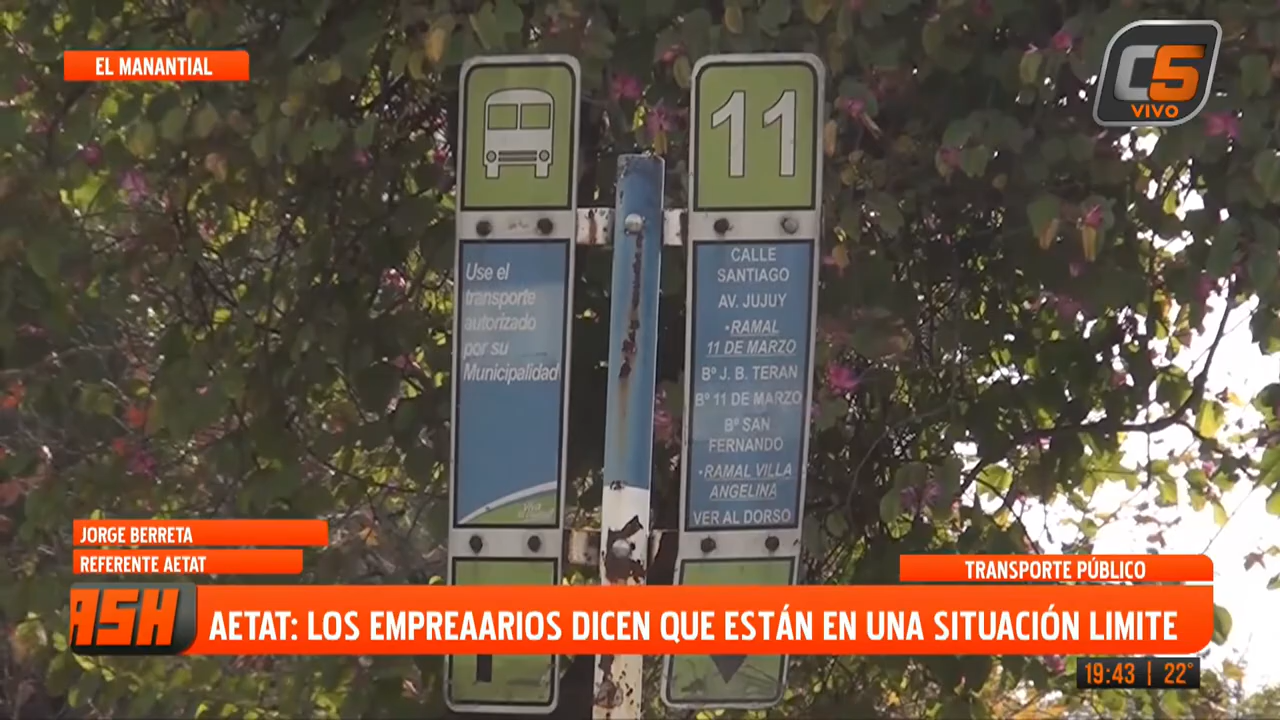 EL MANANTIAL
C5
VIVO
11
Use el
transporte
autorizado
por su
Municipalidad
CALLE
SANTIAGO
AV. JUJUY
•RAMAL
11 DE MARZO
Bº J. B. TERAN
Bº 11 DE MARZO
Bº SAN
FERNANDO
•RAMAL VILLA
ANGELINA
VER AL DORSO
JORGE BERRETA
REFERENTE AETAT
TRANSPORTE PÚBLICO
ASH
AETAT: LOS EMPREAARIOS DICEN QUE ESTÁN EN UNA SITUACIÓN LIMITE
19:43 | 22°